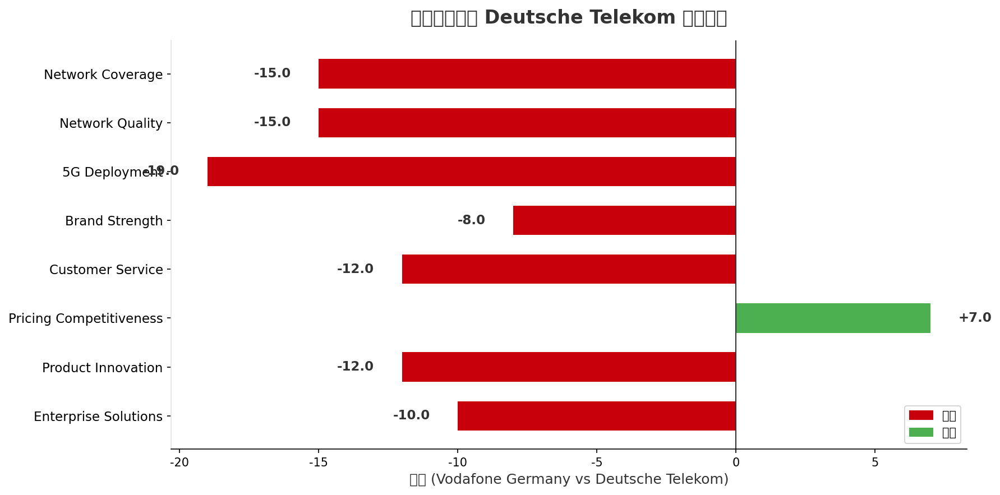 Deutsche Telekom
Network Coverage
-15.0
Network Quality
-15.0
5G Deployment
-19.0
Brand Strength
-8.0
Customer Service
-12.0
Pricing Competitiveness
+7.0
Product Innovation
-12.0
Enterprise Solutions
-10.0
-20
-15
-10
-5
0
5
(Vodafone Germany vs Deutsche Telekom)